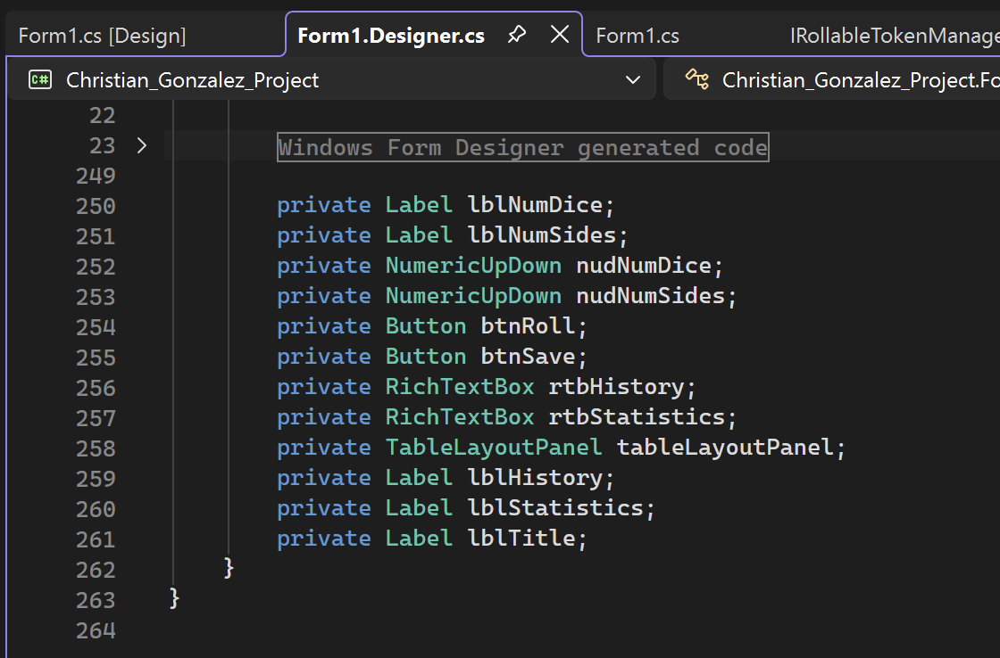 Form1.cs [Design] Form1.Designer.cs Form1.cs IRollableTokenManage
C# Christian_Gonzalez_Project Christian_Gonzalez_Project.Fo
22
23 Windows Form Designer generated code
249
250 private Label lblNumDice;
251 private Label lblNumSides;
252 private NumericUpDown nudNumDice;
253 private NumericUpDown nudNumSides;
254 private Button btnRoll;
255 private Button btnSave;
256 private RichTextBox rtbHistory;
257 private RichTextBox rtbStatistics;
258 private TableLayoutPanel tableLayoutPanel;
259 private Label lblHistory;
260 private Label lblStatistics;
261 private Label lblTitle;
262 }
263 }
264